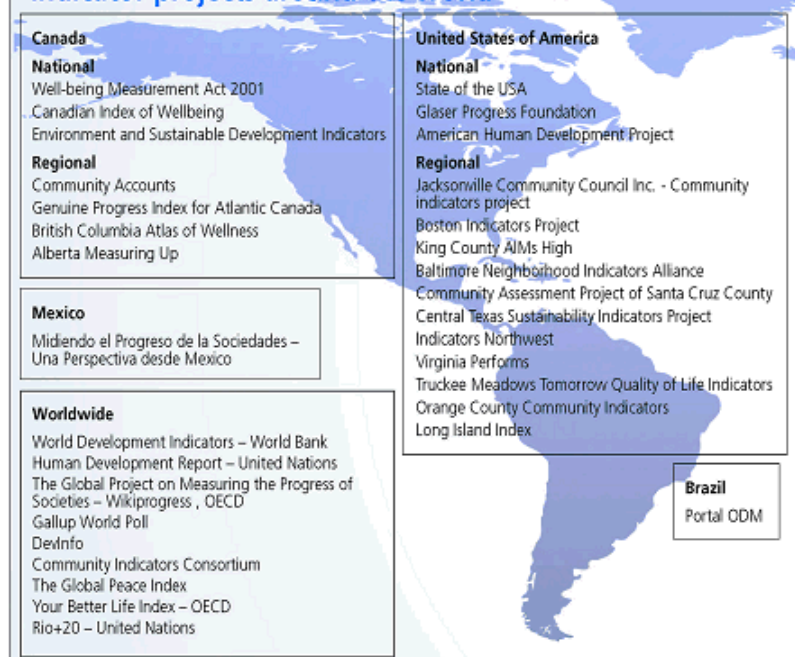 Indicator projects around the world
Canada
National
Well-being Measurement Act 2001
Canadian Index of Wellbeing
Environment and Sustainable Development Indicators
Regional
Community Accounts
Genuine Progress Index for Atlantic Canada
British Columbia Atlas of Wellness
Alberta Measuring Up
Mexico
Midiendo el Progreso de la Sociedades –
Una Perspectiva desde Mexico
Worldwide
World Development Indicators – World Bank
Human Development Report – United Nations
The Global Project on Measuring the Progress of
Societies – Wikiprogress , OECD
Gallup World Poll
DevInfo
Community Indicators Consortium
The Global Peace Index
Your Better Life Index – OECD
Rio+20 – United Nations
United States of America
National
State of the USA
Glaser Progress Foundation
American Human Development Project
Regional
Jacksonville Community Council Inc. - Community
indicators project
Boston Indicators Project
King County AIMs High
Baltimore Neighborhood Indicators Alliance
Community Assessment Project of Santa Cruz County
Central Texas Sustainability Indicators Project
Indicators Northwest
Virginia Performs
Truckee Meadows Tomorrow Quality of Life Indicators
Orange County Community Indicators
Long Island Index
Brazil
Portal ODM